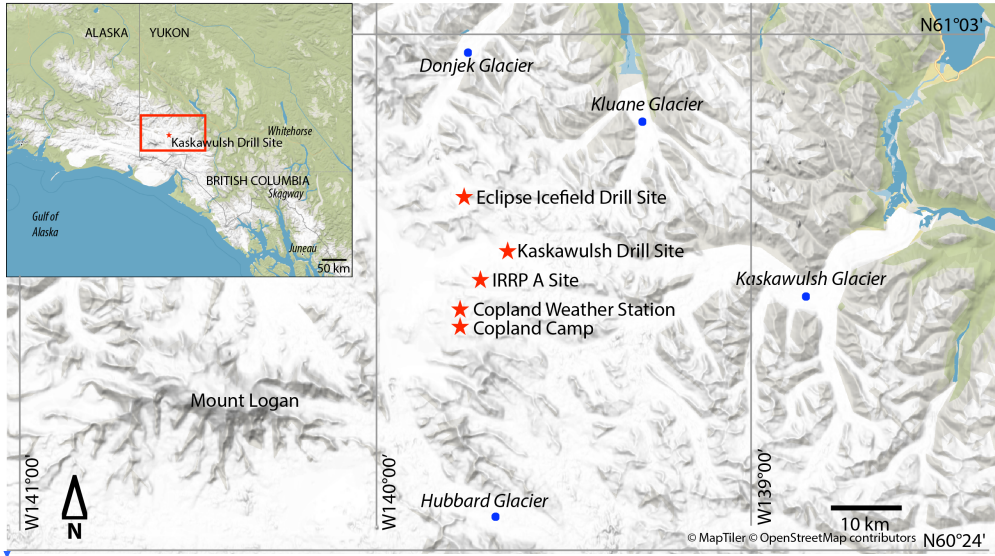 ALASKA
YUKON
Whitehorse
Kaskawulsh Drill Site
BRITISH COLUMBIA
Skagway
Gulf of
Alaska
Juneau
50 km
N61°03'
Donjek Glacier
Kluane Glacier
Eclipse Icefield Drill Site
Kaskawulsh Drill Site
IRRP A Site
Kaskawulsh Glacier
Copland Weather Station
Copland Camp
Mount Logan
W141°00'
W140°00'
W139°00'
Hubbard Glacier
N
10 km
© MapTiler © OpenStreetMap contributors
N60°24'